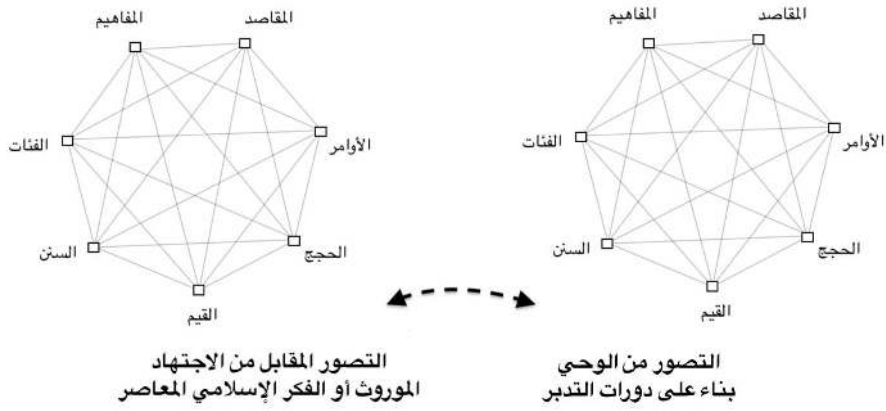 المقاصد
المفاهيم
الأوامر
الفئات
الحجج
السنن
القيم
المقاصد
المفاهيم
الأوامر
الفئات
الحجج
السنن
القيم
التصور من الوحي
بناء على دورات التدبر
التصور المقابل من الاجتهاد
الموروث أو الفكر الإسلامي المعاصر